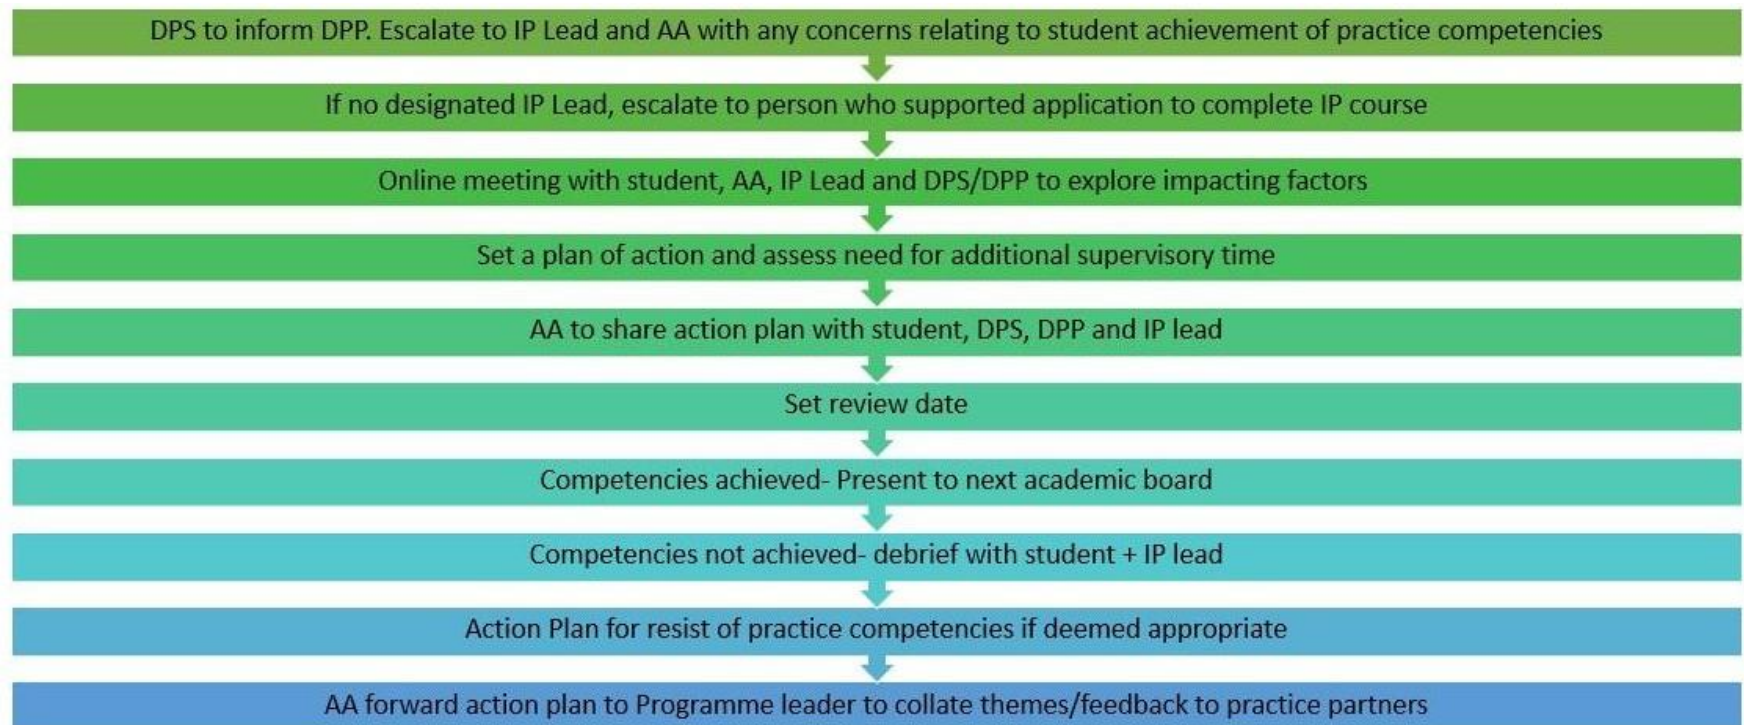 DPS to inform DPP. Escalate to IP Lead and AA with any concerns relating to student achievement of practice competencies
If no designated IP Lead, escalate to person who supported application to complete IP course
Online meeting with student, AA, IP Lead and DPS/DPP to explore impacting factors
Set a plan of action and assess need for additional supervisory time
AA to share action plan with student, DPS, DPP and IP lead
Set review date
Competencies achieved- Present to next academic board
Competencies not achieved- debrief with student + IP lead
Action Plan for resist of practice competencies if deemed appropriate
AA forward action plan to Programme leader to collate themes/feedback to practice partners